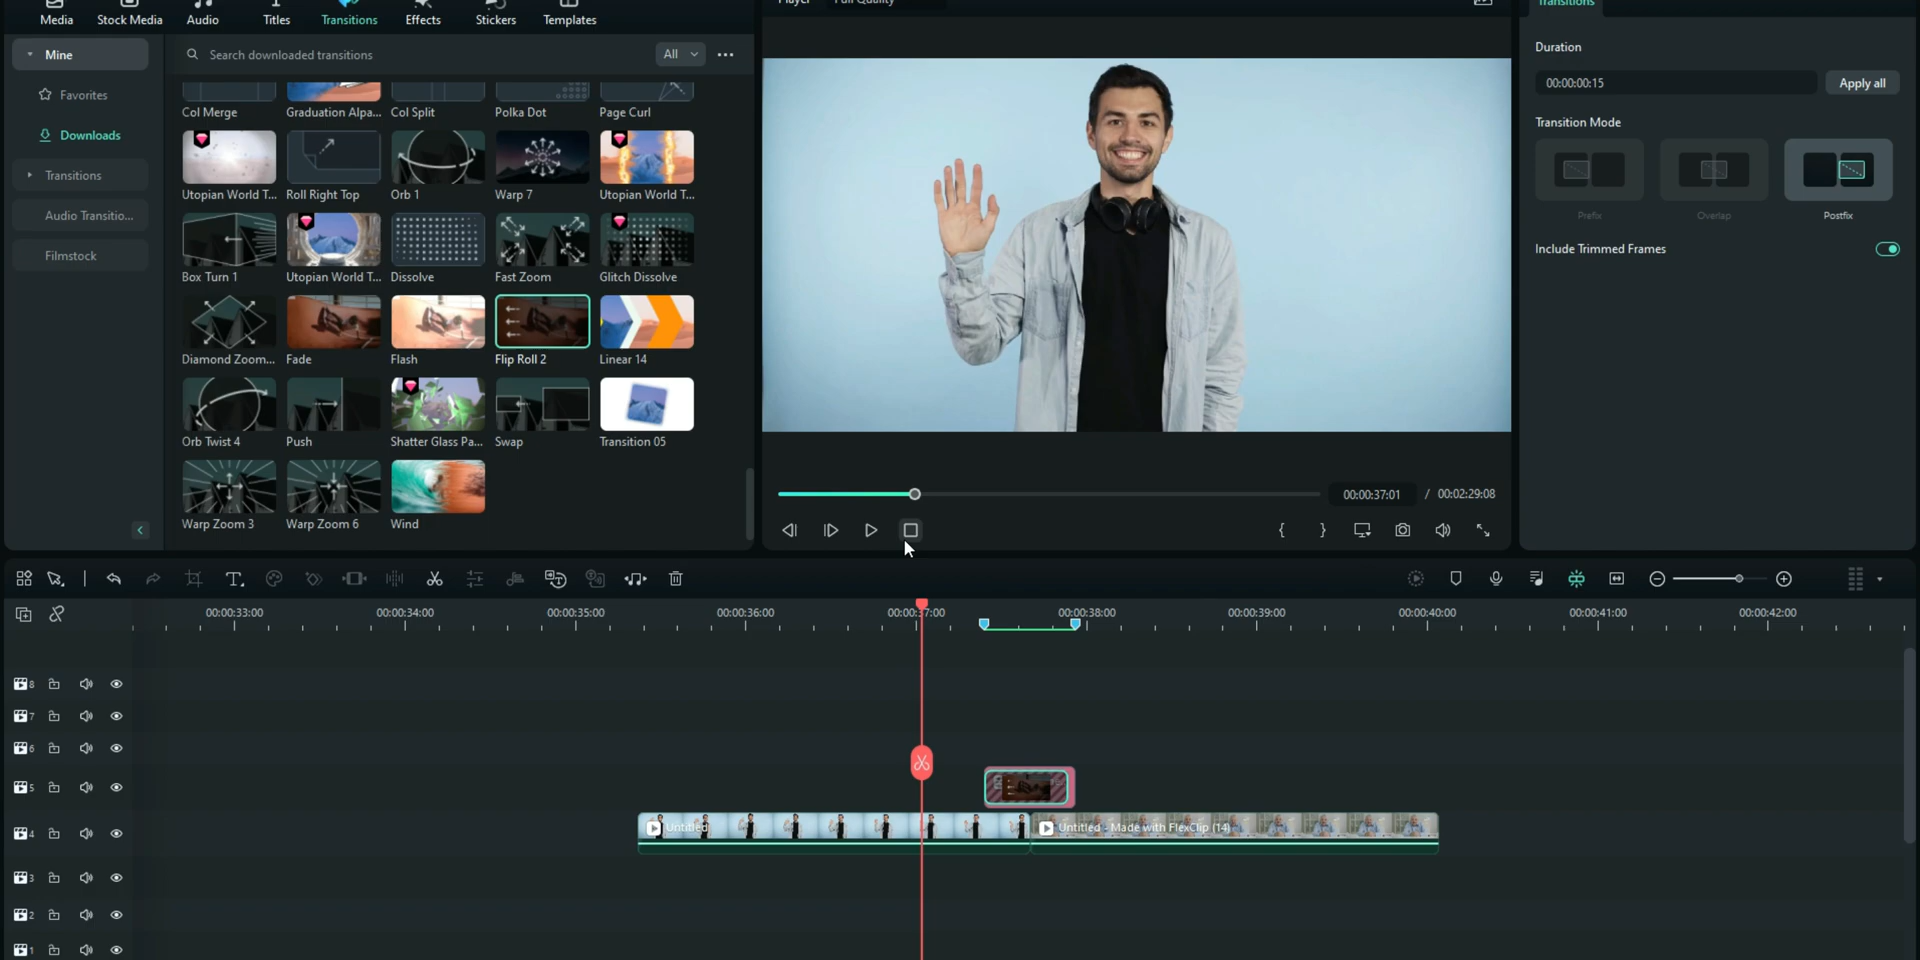 Media Stock Media Audio Titles Transitions Effects Stickers Templates
Player Full Quality
Transitions
Mine
Search downloaded transitions
All
Favorites
Downloads
Transitions
Audio Transitio...
Filmstock
Col Merge Graduation Alpa... Col Split Polka Dot Page Curl
Utopian World T... Roll Right Top Orb 1 Warp 7 Utopian World T...
Box Turn 1 Utopian World T... Dissolve Fast Zoom Glitch Dissolve
Diamond Zoom... Fade Flash Flip Roll 2 Linear 14
Orb Twist 4 Push Shatter Glass Pa... Swap Transition 05
Warp Zoom 3 Warp Zoom 6 Wind
00:00:37:01 / 00:02:29:08
Duration
00:00:00:15 Apply all
Transition Mode
Prefix Overlap Postfix
Include Trimmed Frames
00:00:33:00 00:00:34:00 00:00:35:00 00:00:36:00 00:00:37:00 00:00:38:00 00:00:39:00 00:00:40:00 00:00:41:00 00:00:42:00
8
7
6
5
4 Untitled Untitled - Made with FlexClip (14)
3
2
1